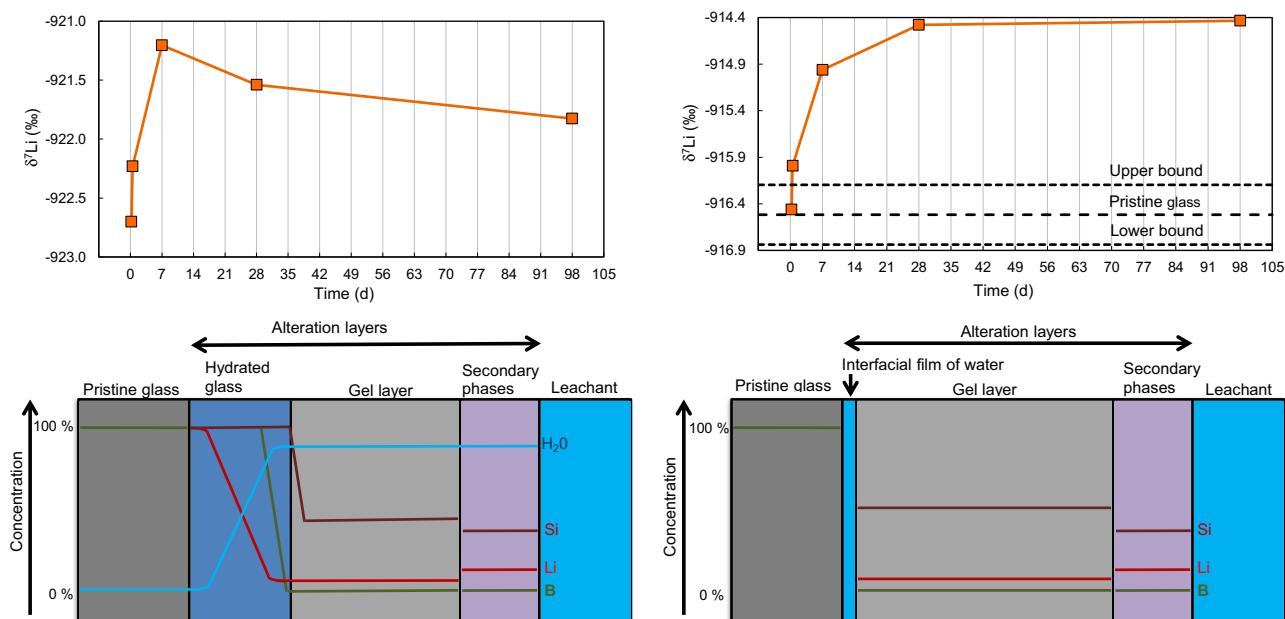 -921.0
-921.5
-922.0
-922.5
-923.0
δ⁷Li (‰)
0 7 14 21 28 35 42 49 56 63 70 77 84 91 98 105
Time (d)
-914.4
-914.9
-915.4
-915.9
-916.4
-916.9
δ⁷Li (‰)
Upper bound
Pristine glass
Lower bound
0 7 14 21 28 35 42 49 56 63 70 77 84 91 98 105
Time (d)
Alteration layers
Pristine glass
Hydrated
glass
Gel layer
Secondary
phases
Leachant
Concentration
100 %
0 %
H₂0
Si
Li
B
Alteration layers
Interfacial film of water
Pristine glass
Gel layer
Secondary
phases
Leachant
Concentration
100 %
0 %
Si
Li
B